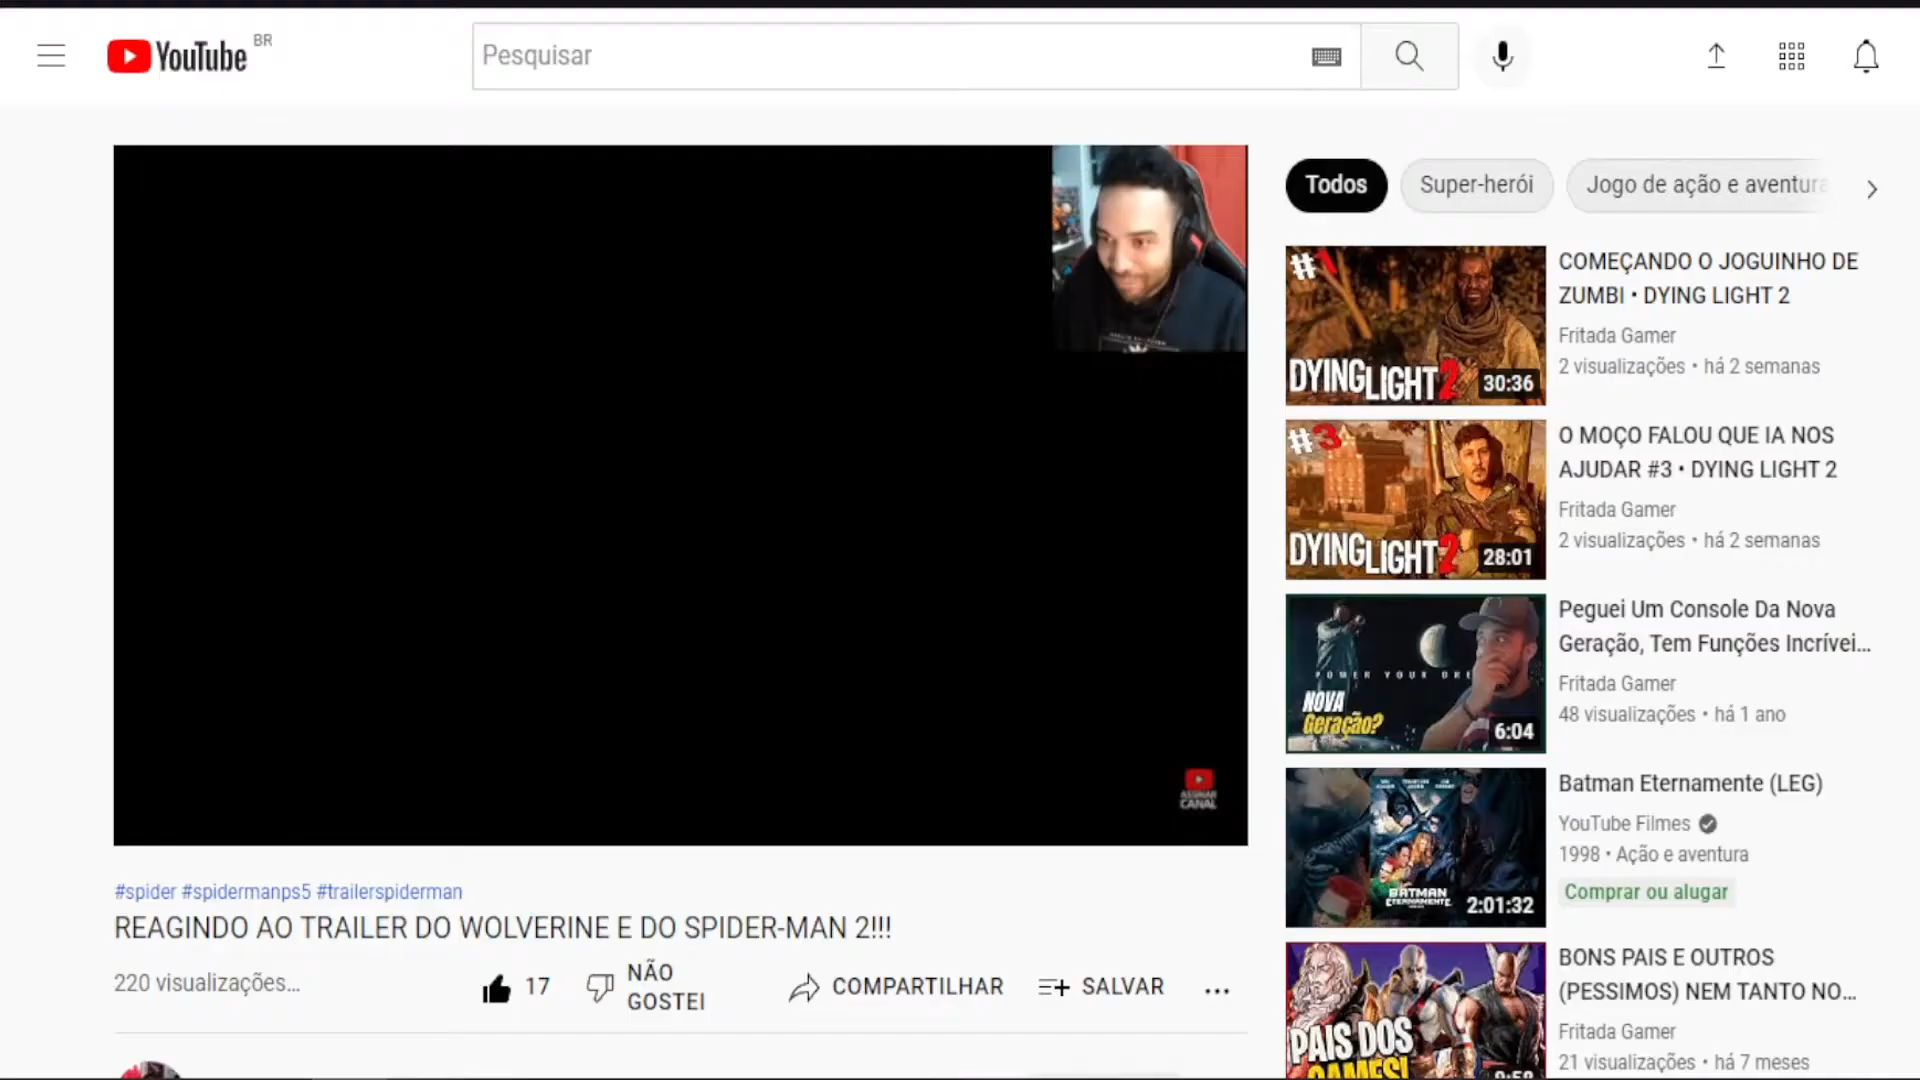 YouTube BR
Pesquisar
Todos
Super-herói
Jogo de ação e aventura
ASSINAR
CANAL
#spider #spidermanps5 #trailerspiderman
REAGINDO AO TRAILER DO WOLVERINE E DO SPIDER-MAN 2!!!
220 visualizações...
17
NÃO
GOSTEI
COMPARTILHAR
SALVAR
#1
DYING LIGHT 2
30:36
COMEÇANDO O JOGUINHO DE
ZUMBI • DYING LIGHT 2
Fritada Gamer
2 visualizações • há 2 semanas
#3
DYING LIGHT 2
28:01
O MOÇO FALOU QUE IA NOS
AJUDAR #3 • DYING LIGHT 2
Fritada Gamer
2 visualizações • há 2 semanas
POWER YOUR DRE
NOVA
Geração?
6:04
Peguei Um Console Da Nova
Geração, Tem Funções Incrívei...
Fritada Gamer
48 visualizações • há 1 ano
BATMAN
ETERNAMENTE
2:01:32
Batman Eternamente (LEG)
YouTube Filmes
1998 • Ação e aventura
Comprar ou alugar
PAIS DOS
GAMES!
9:58
BONS PAIS E OUTROS
(PESSIMOS) NEM TANTO NO...
Fritada Gamer
21 visualizações • há 7 meses